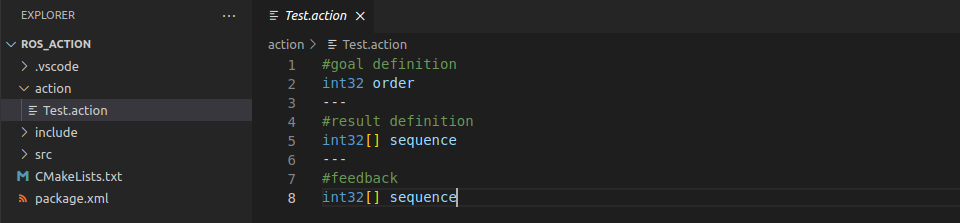 EXPLORER
...
Test.action
ROS_ACTION
.vscode
action
Test.action
include
src
CMakeLists.txt
package.xml
action > Test.action
1 #goal definition
2 int32 order
3 ---
4 #result definition
5 int32[] sequence
6 ---
7 #feedback
8 int32[] sequence